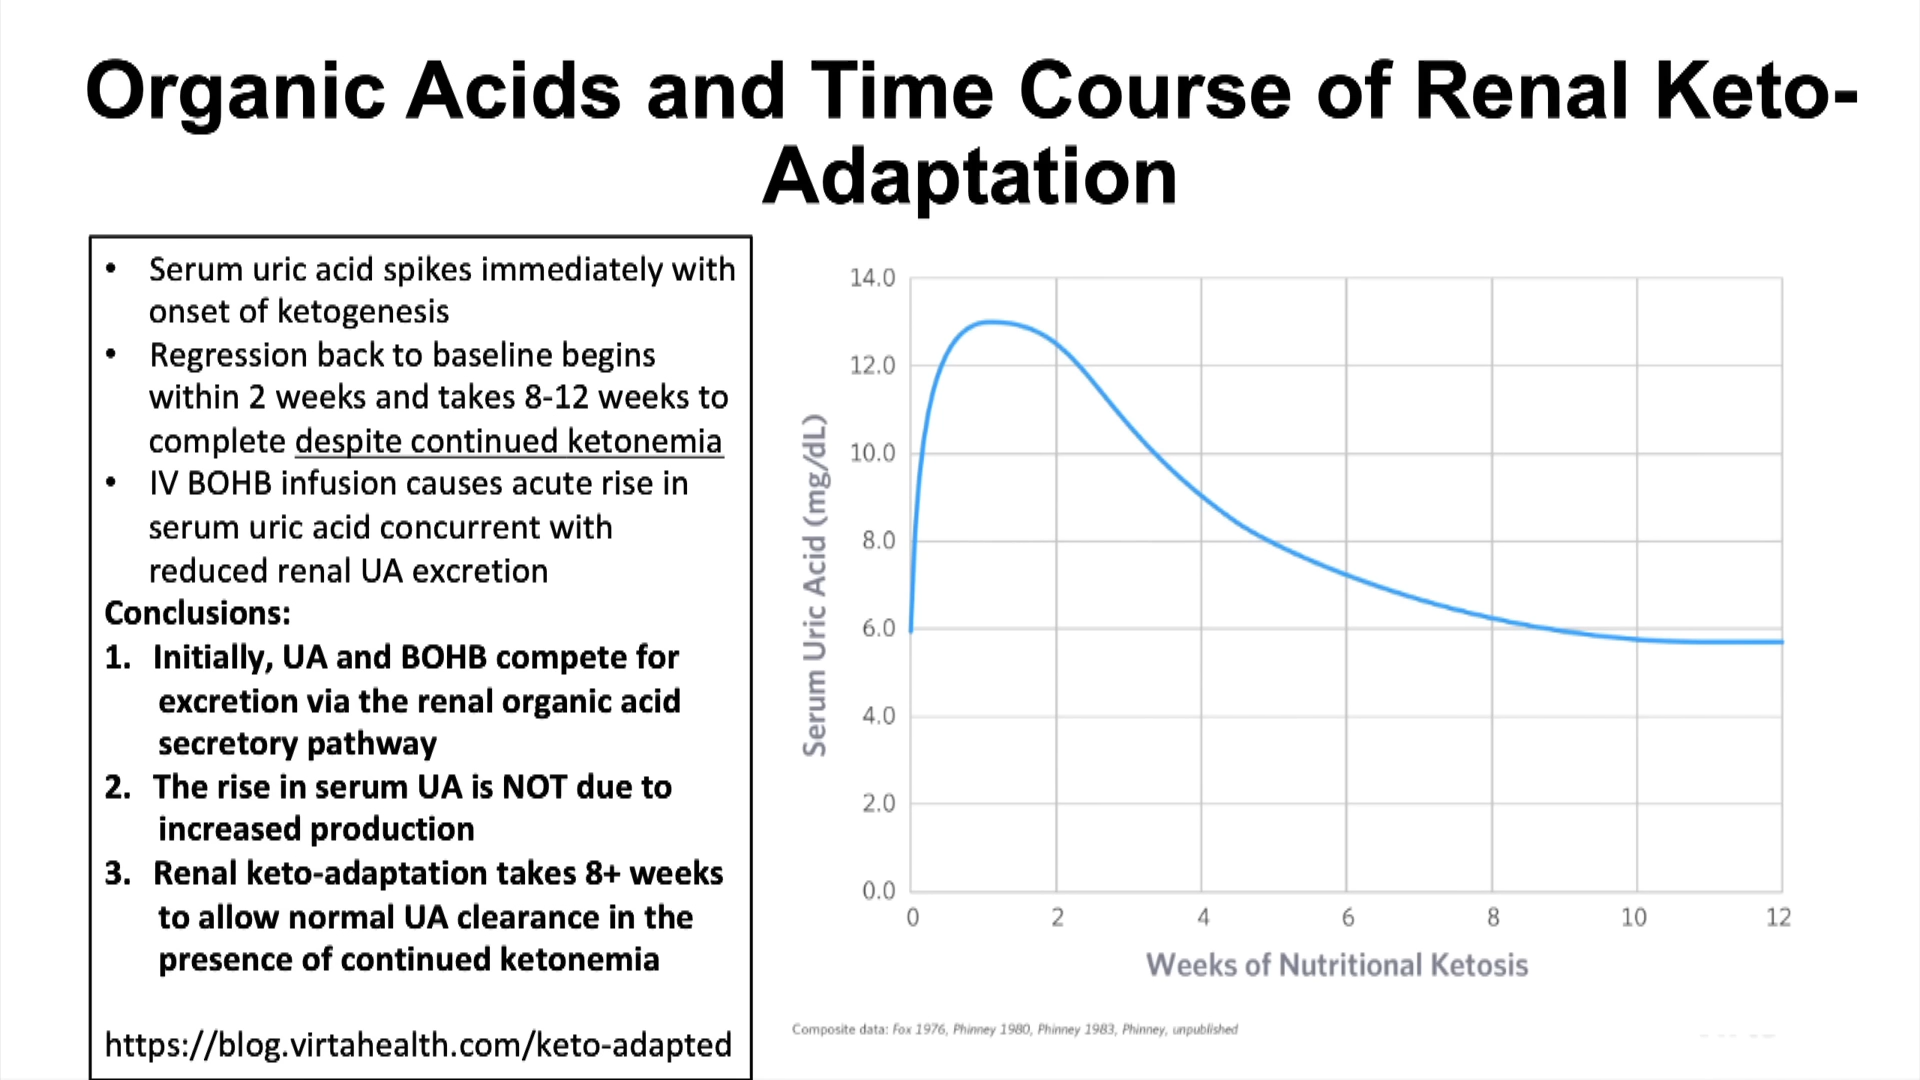 Organic Acids and Time Course of Renal Keto-
Adaptation
• Serum uric acid spikes immediately with
onset of ketogenesis
• Regression back to baseline begins
within 2 weeks and takes 8-12 weeks to
complete despite continued ketonemia
• IV BOHB infusion causes acute rise in
serum uric acid concurrent with
reduced renal UA excretion
Conclusions:
1. Initially, UA and BOHB compete for
excretion via the renal organic acid
secretory pathway
2. The rise in serum UA is NOT due to
increased production
3. Renal keto-adaptation takes 8+ weeks
to allow normal UA clearance in the
presence of continued ketonemia
https://blog.virtahealth.com/keto-adapted
Serum Uric Acid (mg/dL)
14.0
12.0
10.0
8.0
6.0
4.0
2.0
0.0
0 2 4 6 8 10 12
Weeks of Nutritional Ketosis
Composite data: Fox 1976, Phinney 1980, Phinney 1983, Phinney, unpublished